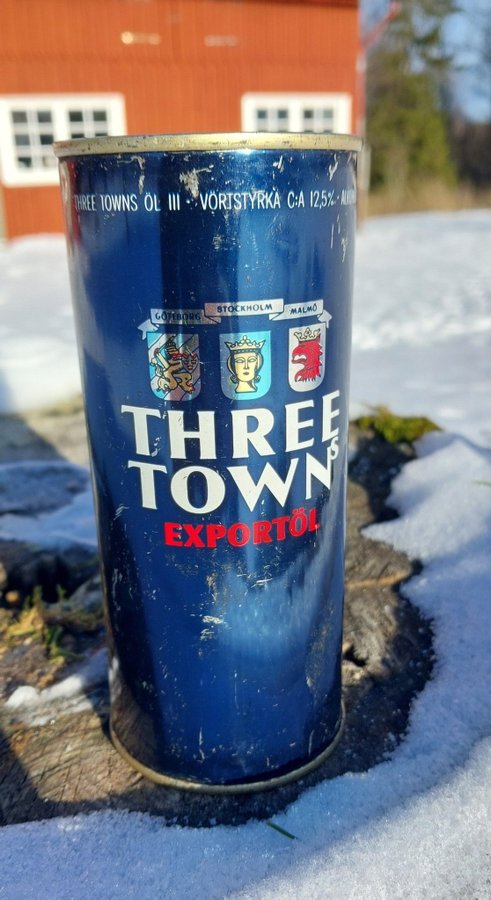 THREE TOWNS ÖL III · VÖRTSTYRKA C:A 12,5% ·
GÖTEBORG STOCKHOLM MALMÖ
THREE
TOWNS
EXPORTÖL